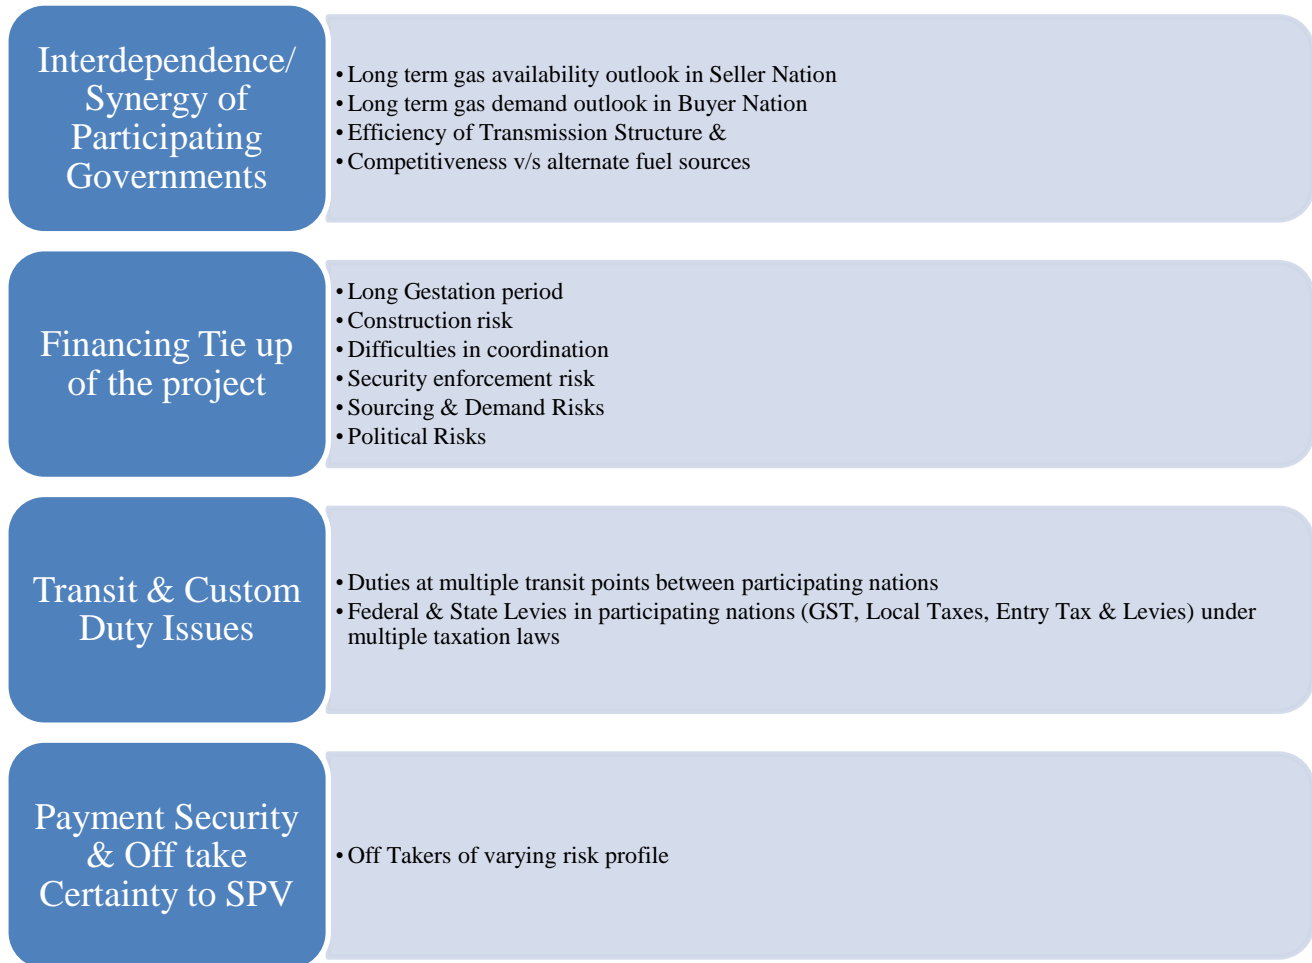 Interdependence/
Synergy of
Participating
Governments
• Long term gas availability outlook in Seller Nation
• Long term gas demand outlook in Buyer Nation
• Efficiency of Transmission Structure &
• Competitiveness v/s alternate fuel sources
Financing Tie up
of the project
• Long Gestation period
• Construction risk
• Difficulties in coordination
• Security enforcement risk
• Sourcing & Demand Risks
• Political Risks
Transit & Custom
Duty Issues
• Duties at multiple transit points between participating nations
• Federal & State Levies in participating nations (GST, Local Taxes, Entry Tax & Levies) under
multiple taxation laws
Payment Security
& Off take
Certainty to SPV
• Off Takers of varying risk profile